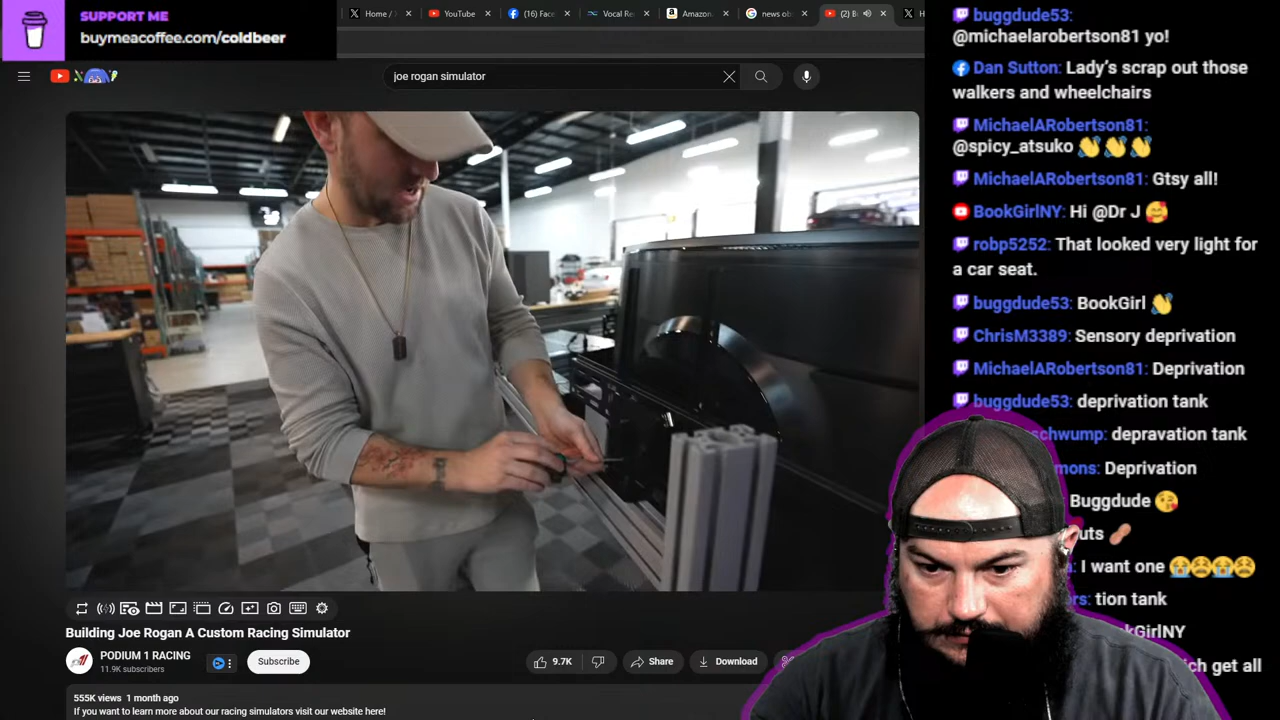 SUPPORT ME
buymeacoffee.com/coldbeer
Home /
YouTube
(16) Face
Vocal Re
Amazon
news ob
(2) B
H
joe rogan simulator
Building Joe Rogan A Custom Racing Simulator
PODIUM 1 RACING
11.9K subscribers
Subscribe
9.7K
Share
Download
555K views 1 month ago
If you want to learn more about our racing simulators visit our website here!
buggdude53:
@michaelarobertson81 yo!
Dan Sutton: Lady's scrap out those
walkers and wheelchairs
MichaelARobertson81:
@spicy_atsuko 👋👋👋
MichaelARobertson81: Gtsy all!
BookGirlNY: Hi @Dr J 🥰
robp5252: That looked very light for
a car seat.
buggdude53: BookGirl 👋
ChrisM3389: Sensory deprivation
MichaelARobertson81: Deprivation
buggdude53: deprivation tank
schwump: depravation tank
mons: Deprivation
Buggdude 😘
uts 🥜
I want one 😭😩😭😩
rs: tion tank
kGirlNY
ich get all